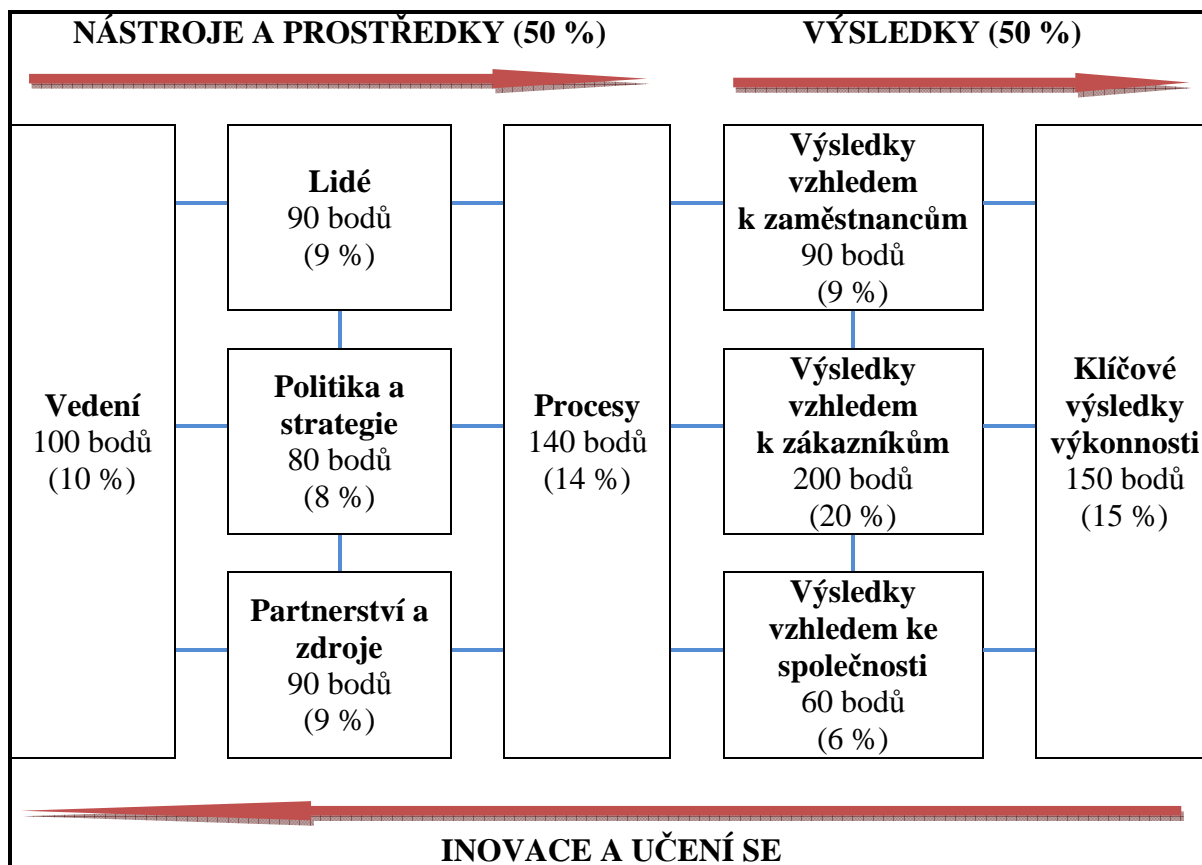 NÁSTROJE A PROSTŘEDKY (50 %)
VÝSLEDKY (50 %)
Vedení
100 bodů
(10 %)
Lidé
90 bodů
(9 %)
Politika a
strategie
80 bodů
(8 %)
Partnerství a
zdroje
90 bodů
(9 %)
Procesy
140 bodů
(14 %)
Výsledky
vzhledem
k zaměstnancům
90 bodů
(9 %)
Výsledky
vzhledem
k zákazníkům
200 bodů
(20 %)
Výsledky
vzhledem ke
společnosti
60 bodů
(6 %)
Klíčové
výsledky
výkonnosti
150 bodů
(15 %)
INOVACE A UČENÍ SE